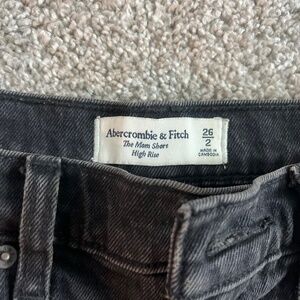 Abercrombie & Fitch
The Mom Short
High Rise
26
2
MADE IN
CAMBODIA